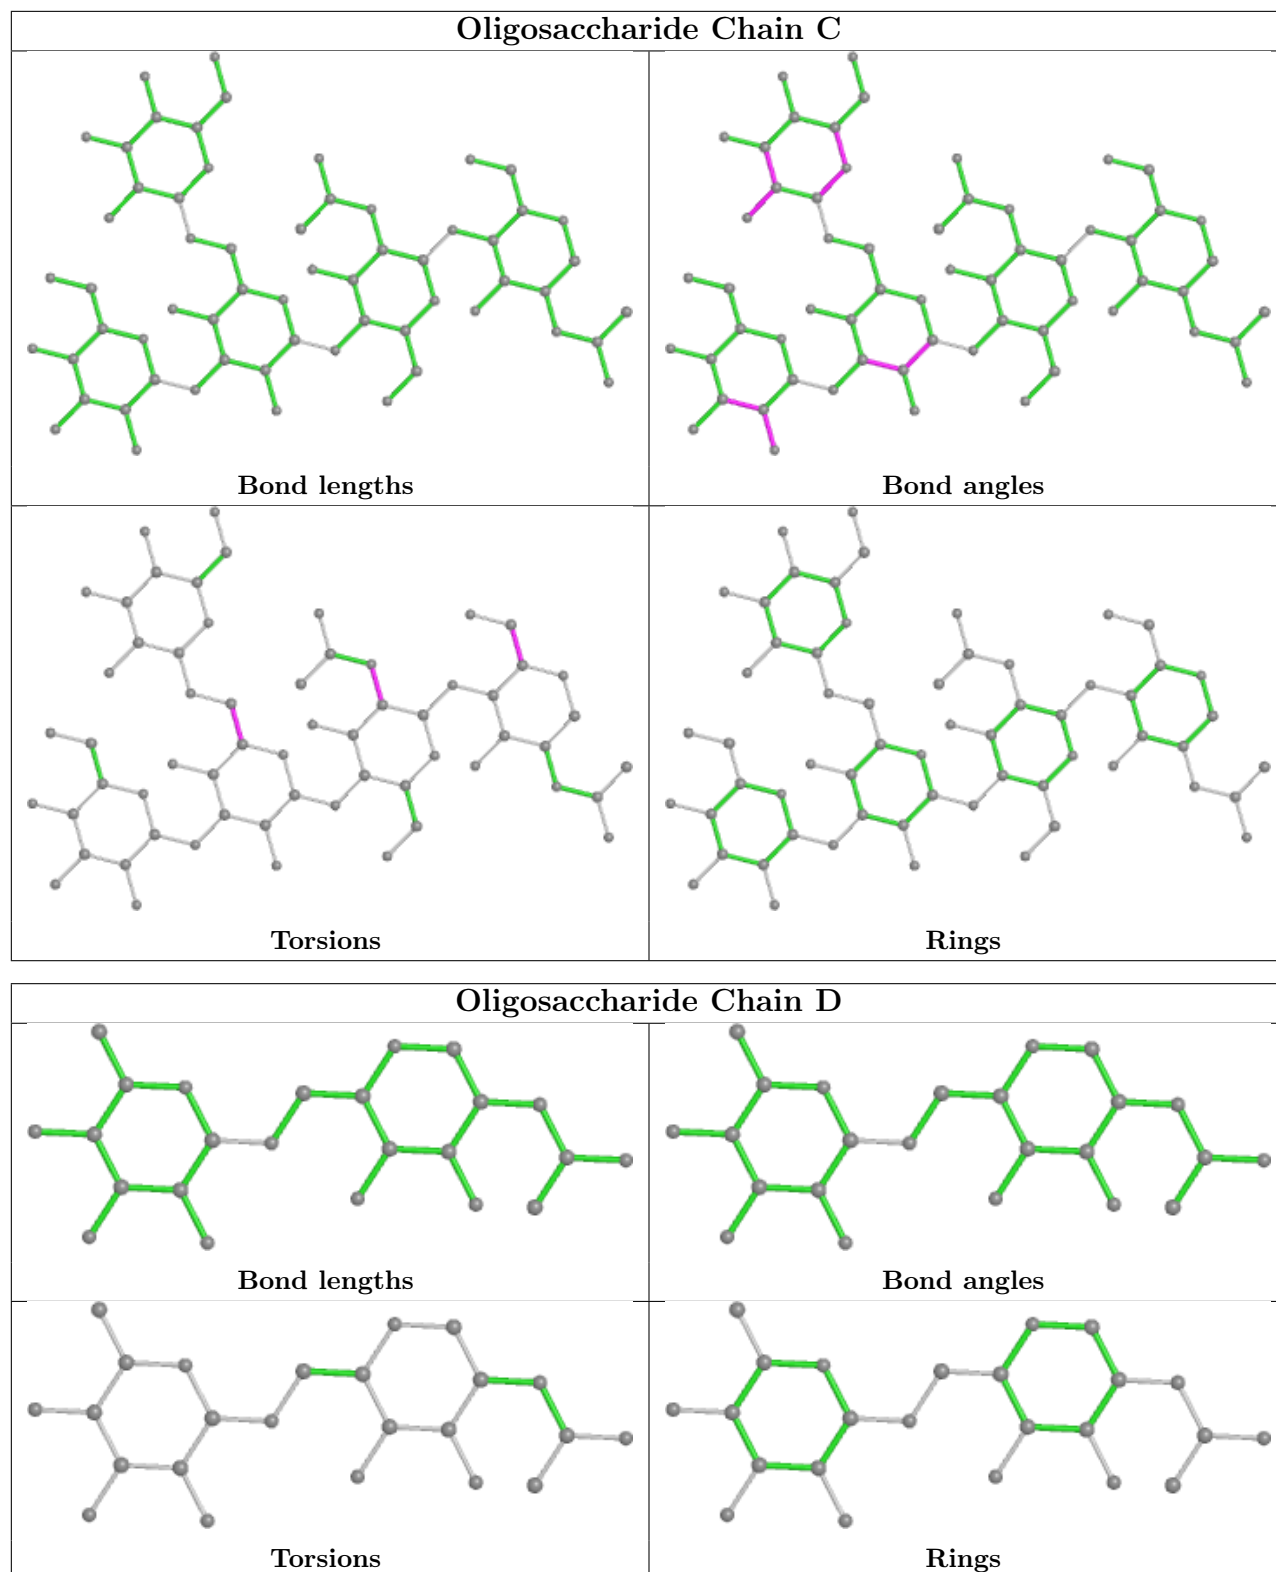 Oligosaccharide Chain C
Bond lengths
Bond angles
Torsions
Rings
Oligosaccharide Chain D
Bond lengths
Bond angles
Torsions
Rings